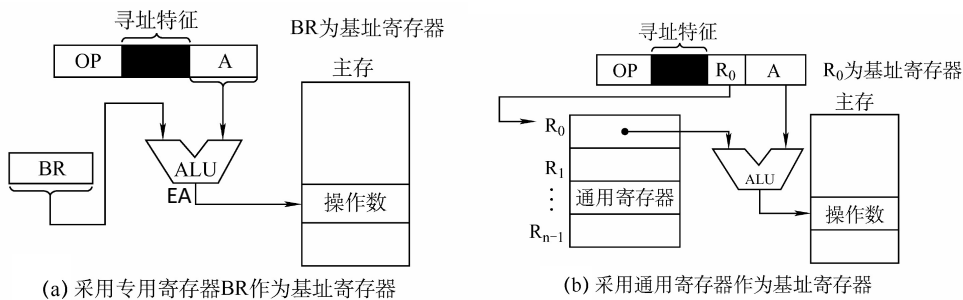 寻址特征
BR为基址寄存器
OP
A
主存
BR
ALU
EA
操作数
(a) 采用专用寄存器BR作为基址寄存器
寻址特征
OP
R₀
A
R₀为基址寄存器
主存
R₀
R₁
⋮
通用寄存器
Rₙ₋₁
ALU
操作数
(b) 采用通用寄存器作为基址寄存器